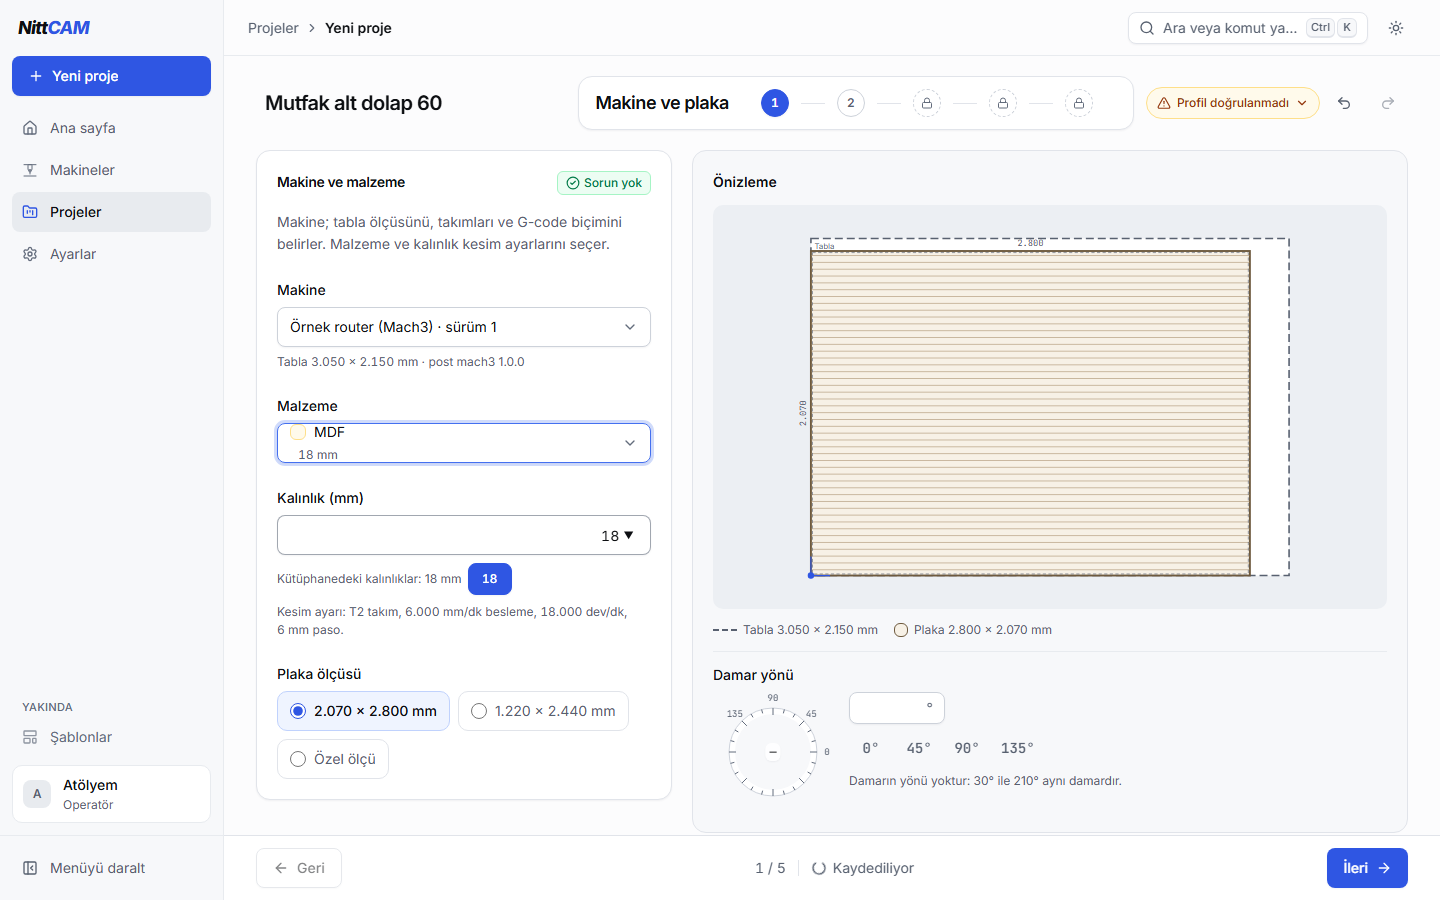 NittCAM
Yeni proje
Ana sayfa
Makineler
Projeler
Ayarlar
YAKINDA
Şablonlar
A
Atölyem
Operatör
Menüyü daralt
Projeler > Yeni proje
Ara veya komut ya... Ctrl K
Mutfak alt dolap 60
Makine ve plaka 1 2
Profil doğrulanmadı
Makine ve malzeme
Sorun yok
Makine; tabla ölçüsünü, takımları ve G-code biçimini
belirler. Malzeme ve kalınlık kesim ayarlarını seçer.
Makine
Örnek router (Mach3) · sürüm 1
Tabla 3.050 × 2.150 mm · post mach3 1.0.0
Malzeme
MDF
18 mm
Kalınlık (mm)
18
Kütüphanedeki kalınlıklar: 18 mm 18
Kesim ayarı: T2 takım, 6.000 mm/dk besleme, 18.000 dev/dk,
6 mm paso.
Plaka ölçüsü
2.070 × 2.800 mm
1.220 × 2.440 mm
Özel ölçü
Önizleme
Tabla
2.800
2.070
Tabla 3.050 × 2.150 mm
Plaka 2.800 × 2.070 mm
Damar yönü
90
135
45
0
–
°
0° 45° 90° 135°
Damarın yönü yoktur: 30° ile 210° aynı damardır.
Geri
1 / 5
Kaydediliyor
İleri